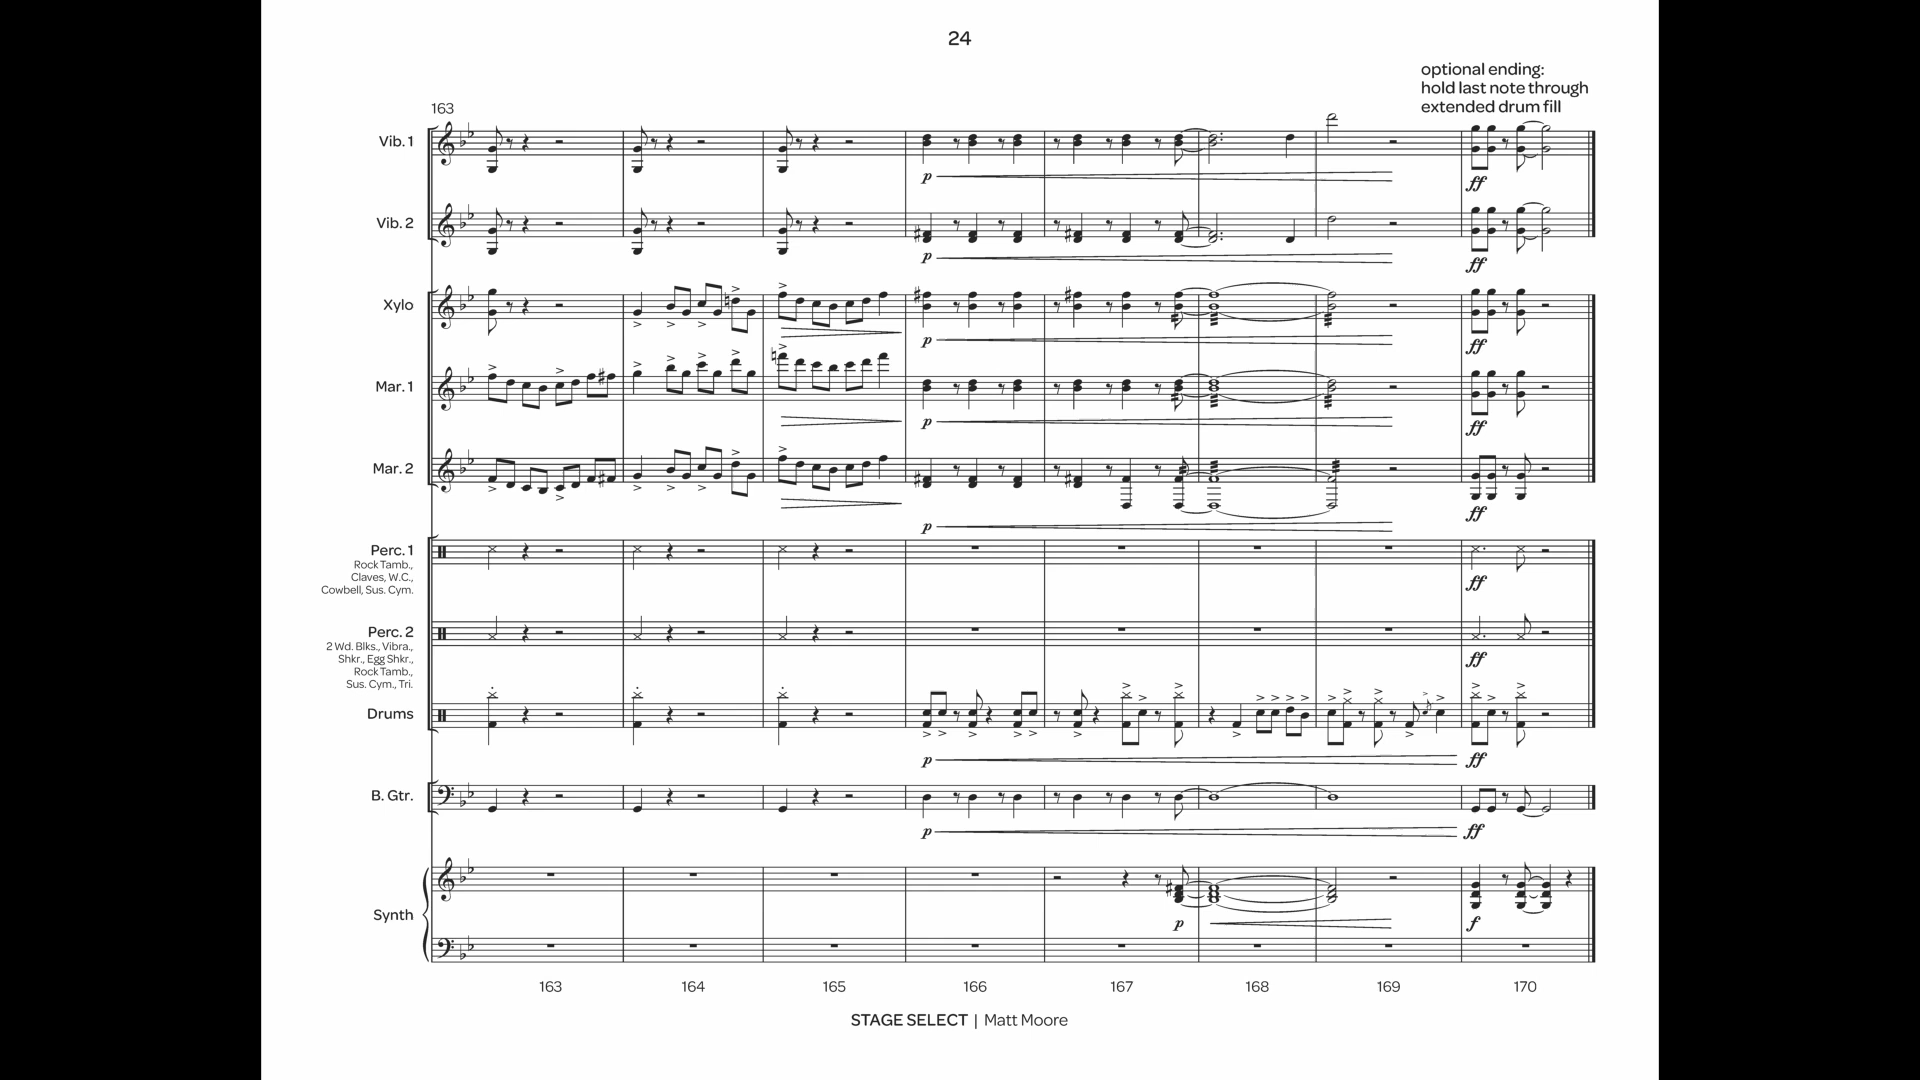 24
optional ending:
hold last note through
extended drum fill
163
Vib. 1
p
ff
Vib. 2
p
ff
Xylo
p
ff
Mar. 1
p
ff
Mar. 2
p
ff
Perc. 1
Rock Tamb.,
Claves, W.C.,
Cowbell, Sus. Cym.
ff
Perc. 2
2 Wd. Blks., Vibra.,
Shkr., Egg Shkr.,
Rock Tamb.,
Sus. Cym., Tri.
ff
Drums
p
ff
B. Gtr.
p
ff
Synth
p
f
163 164 165 166 167 168 169 170
STAGE SELECT | Matt Moore